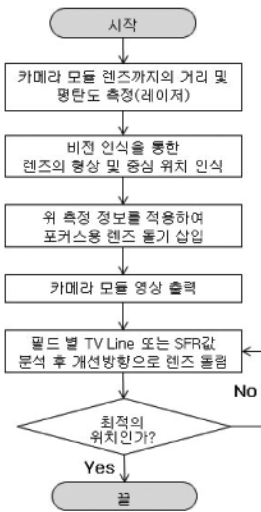 시작
카메라 모듈 렌즈까지의 거리 및
평탄도 측정(레이저)
비전 인식을 통한
렌즈의 형상 및 중심 위치 인식
위 측정 정보를 적용하여
포커스용 렌즈 돌기 삽입
카메라 모듈 영상 출력
필드 별 TV Line 또는 SFR값
분석 후 개선방향으로 렌즈 돌림
No
최적의
위치인가?
Yes
끝